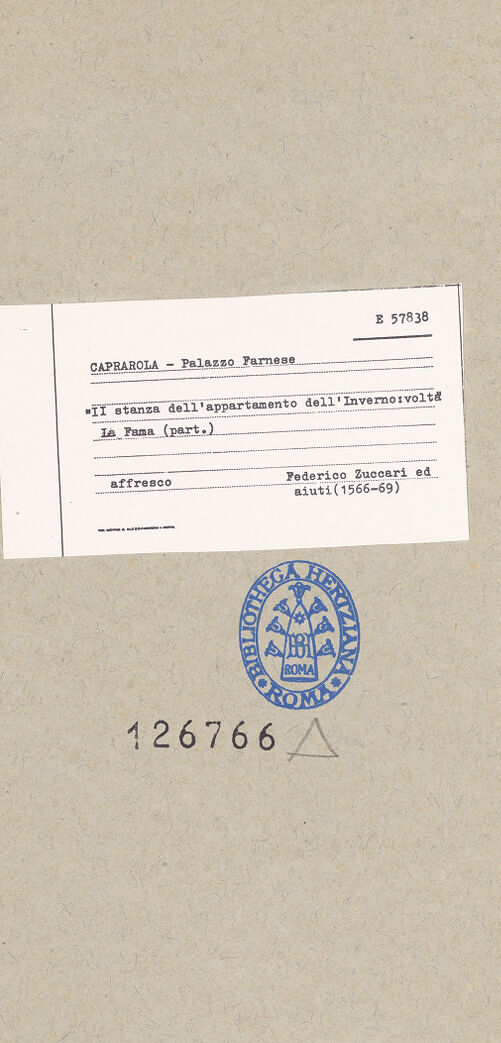 E 57838
CAPRAROLA - Palazzo Farnese
"II stanza dell'appartamento dell'Inverno:volta"
La Fama (part.)
affresco
Federico Zuccari ed
aiuti(1566-69)
BIBLIOTHECA HERTZIANA
BH
ROMA
ROMA
126766